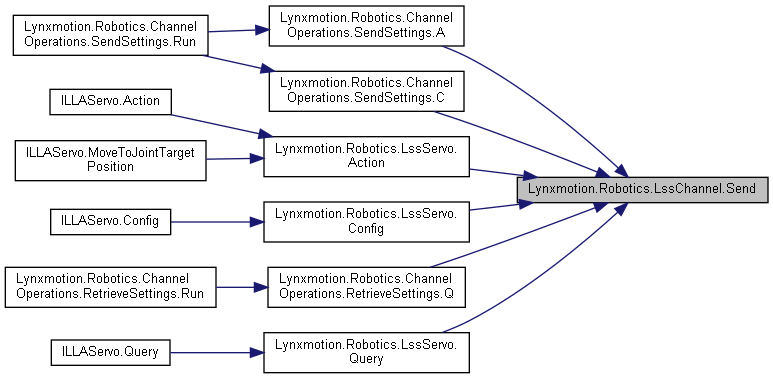 Lynxmotion.Robotics.Channel
Operations.SendSettings.Run
Lynxmotion.Robotics.Channel
Operations.SendSettings.A
Lynxmotion.Robotics.Channel
Operations.SendSettings.C
ILLAServo.Action
ILLAServo.MoveToJointTarget
Position
Lynxmotion.Robotics.LssServo.
Action
Lynxmotion.Robotics.LssChannel.Send
ILLAServo.Config
Lynxmotion.Robotics.LssServo.
Config
Lynxmotion.Robotics.Channel
Operations.RetrieveSettings.Run
Lynxmotion.Robotics.Channel
Operations.RetrieveSettings.Q
ILLAServo.Query
Lynxmotion.Robotics.LssServo.
Query